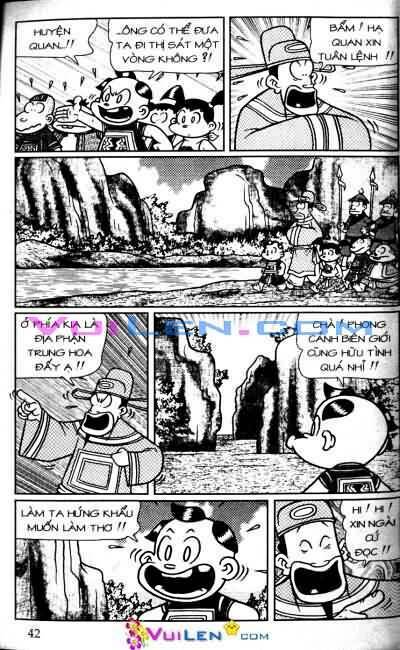 HUYỆN
QUAN..!!
..ÔNG CÓ THỂ ĐƯA
TA ĐI THỊ SÁT MỘT
VÒNG KHÔNG ?!
BẨM ! HẠ
QUAN XIN
TUÂN LỆNH !!
Ở PHÍA KIA LÀ
ĐỊA PHẬN
TRUNG HOA
ĐẤY Ạ !!
CHÀ ! PHONG
CẢNH BIÊN GIỚI
CŨNG HỮU TÌNH
QUÁ NHỈ !!
VUILEN.COM
LÀM TA HỨNG KHẨU
MUỐN LÀM THƠ !!
HI ! HI !
XIN NGÀI
CỨ
ĐỌC !!
42
VUILEN.COM